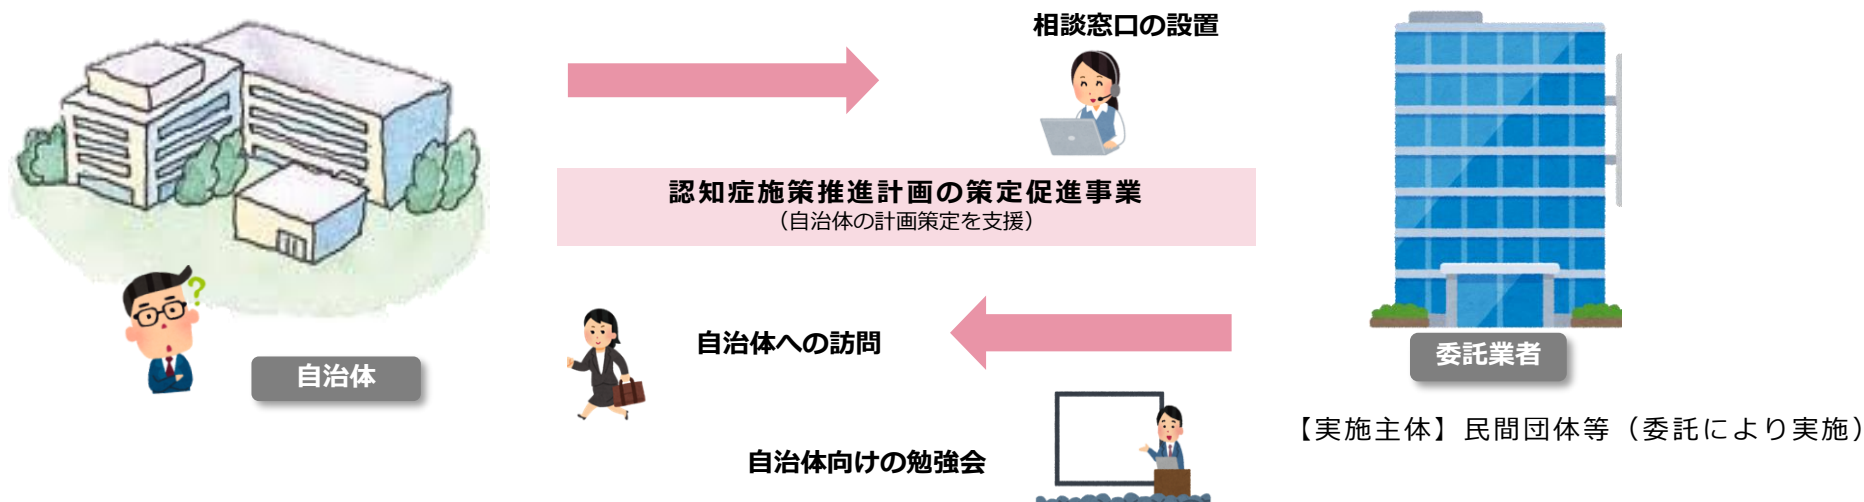 相談窓口の設置
認知症施策推進計画の策定促進事業
（自治体の計画策定を支援）
自治体への訪問
委託業者
自治体
【実施主体】民間団体等（委託により実施）
自治体向けの勉強会